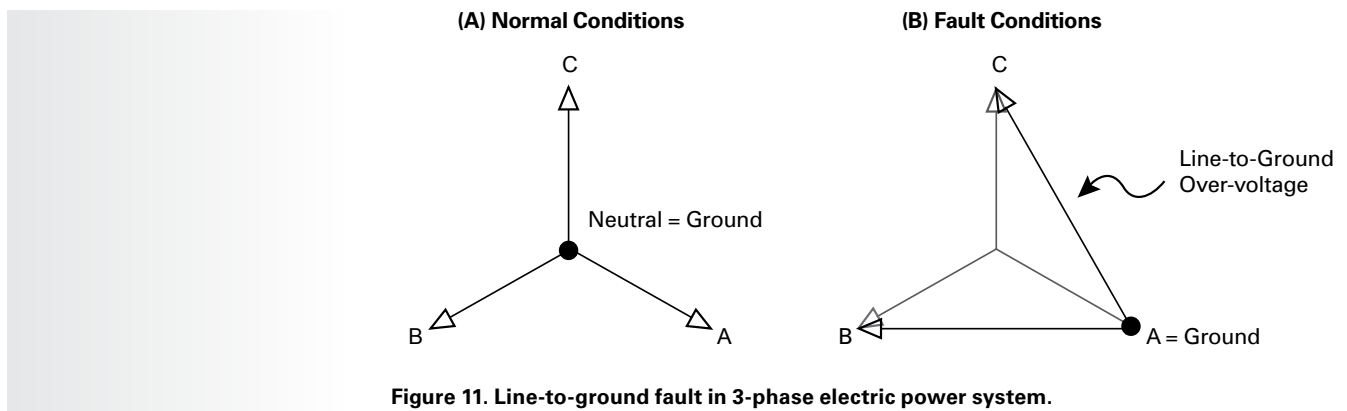 (A) Normal Conditions
C
Neutral = Ground
B
A
(B) Fault Conditions
C
Line-to-Ground
Over-voltage
B
A = Ground
Figure 11. Line-to-ground fault in 3-phase electric power system.